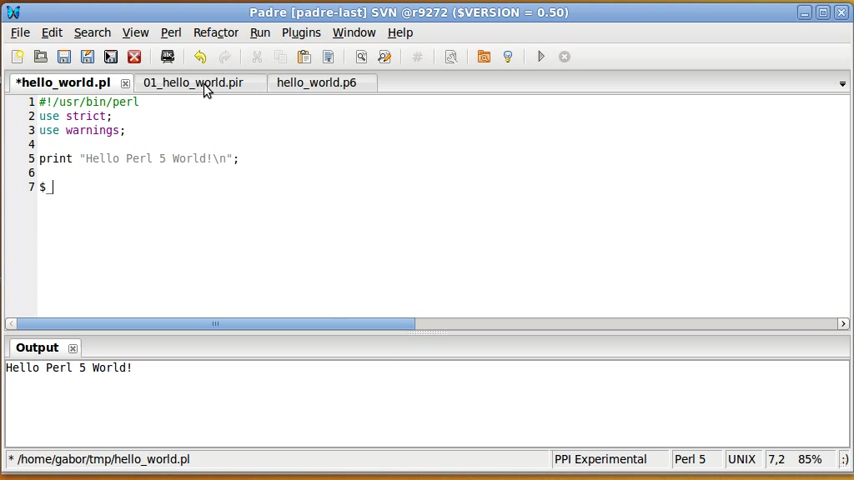 Padre [padre-last] SVN @r9272 ($VERSION = 0.50)
File Edit Search View Perl Refactor Run Plugins Window Help
*hello_world.pl 01_hello_world.pir hello_world.p6
1 #!/usr/bin/perl
2 use strict;
3 use warnings;
4
5 print "Hello Perl 5 World!\n";
6
7 $_
Output
Hello Perl 5 World!
* /home/gabor/tmp/hello_world.pl PPI Experimental Perl 5 UNIX 7,2 85% :)